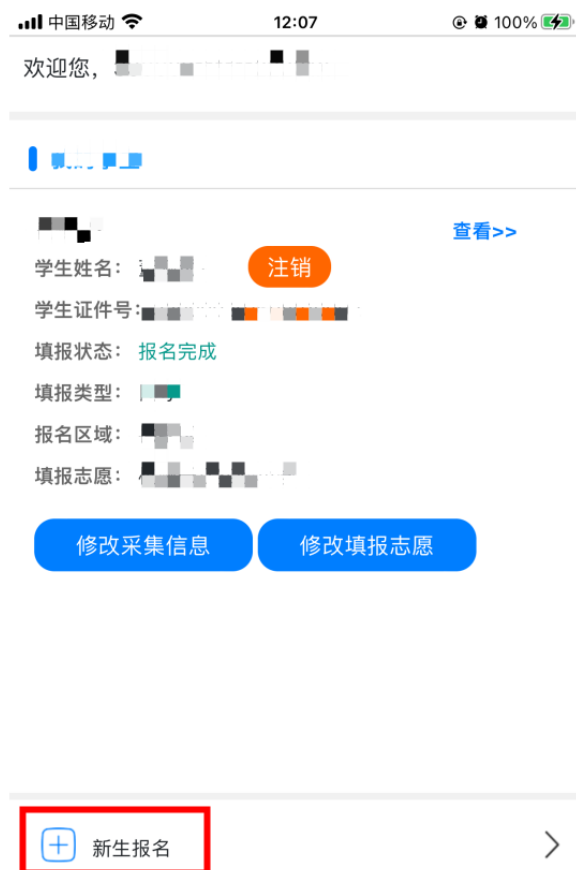 中国移动 12:07 100%
欢迎您，
查看>>
学生姓名： 注销
学生证件号：
填报状态： 报名完成
填报类型：
报名区域：
填报志愿：
修改采集信息 修改填报志愿
新生报名